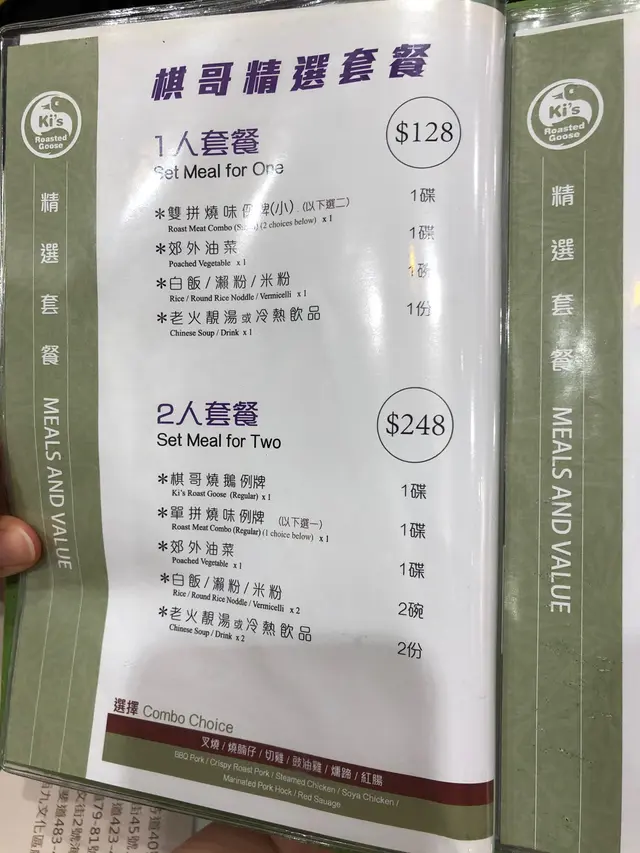 棋哥精選套餐
1人套餐
Set Meal for One
$128
＊雙拼燒味例牌(小) (以下選二) 1碟
Roast Meat Combo (Small) (2 choices below) x 1
＊郊外油菜 1碟
Poached Vegetable x 1
＊白飯/瀨粉/米粉 1碗
Rice / Round Rice Noddle / Vermicelli x 1
＊老火靚湯或冷熱飲品 1份
Chinese Soup / Drink x 1
2人套餐
Set Meal for Two
$248
＊棋哥燒鵝例牌 1碟
Ki's Roast Goose (Regular) x 1
＊單拼燒味例牌 (以下選一) 1碟
Roast Meat Combo (Regular) (1 choice below) x 1
＊郊外油菜 1碟
Poached Vegetable x 1
＊白飯/瀨粉/米粉 2碗
Rice / Round Rice Noddle / Vermicelli x 2
＊老火靚湯或冷熱飲品 2份
Chinese Soup / Drink x 2
選擇 Combo Choice
叉燒 / 燒腩仔 / 切雞 / 豉油雞 / 燻蹄 / 紅腸
BBQ Pork / Crispy Roast Pork / Steamed Chicken / Soya Chicken /
Marinated Pork Hock / Red Sausage
Ki's
Roasted
Goose
精選套餐 MEALS AND VALUE
Ki's
Roasted
Goose
精選套餐 MEALS AND VALUE